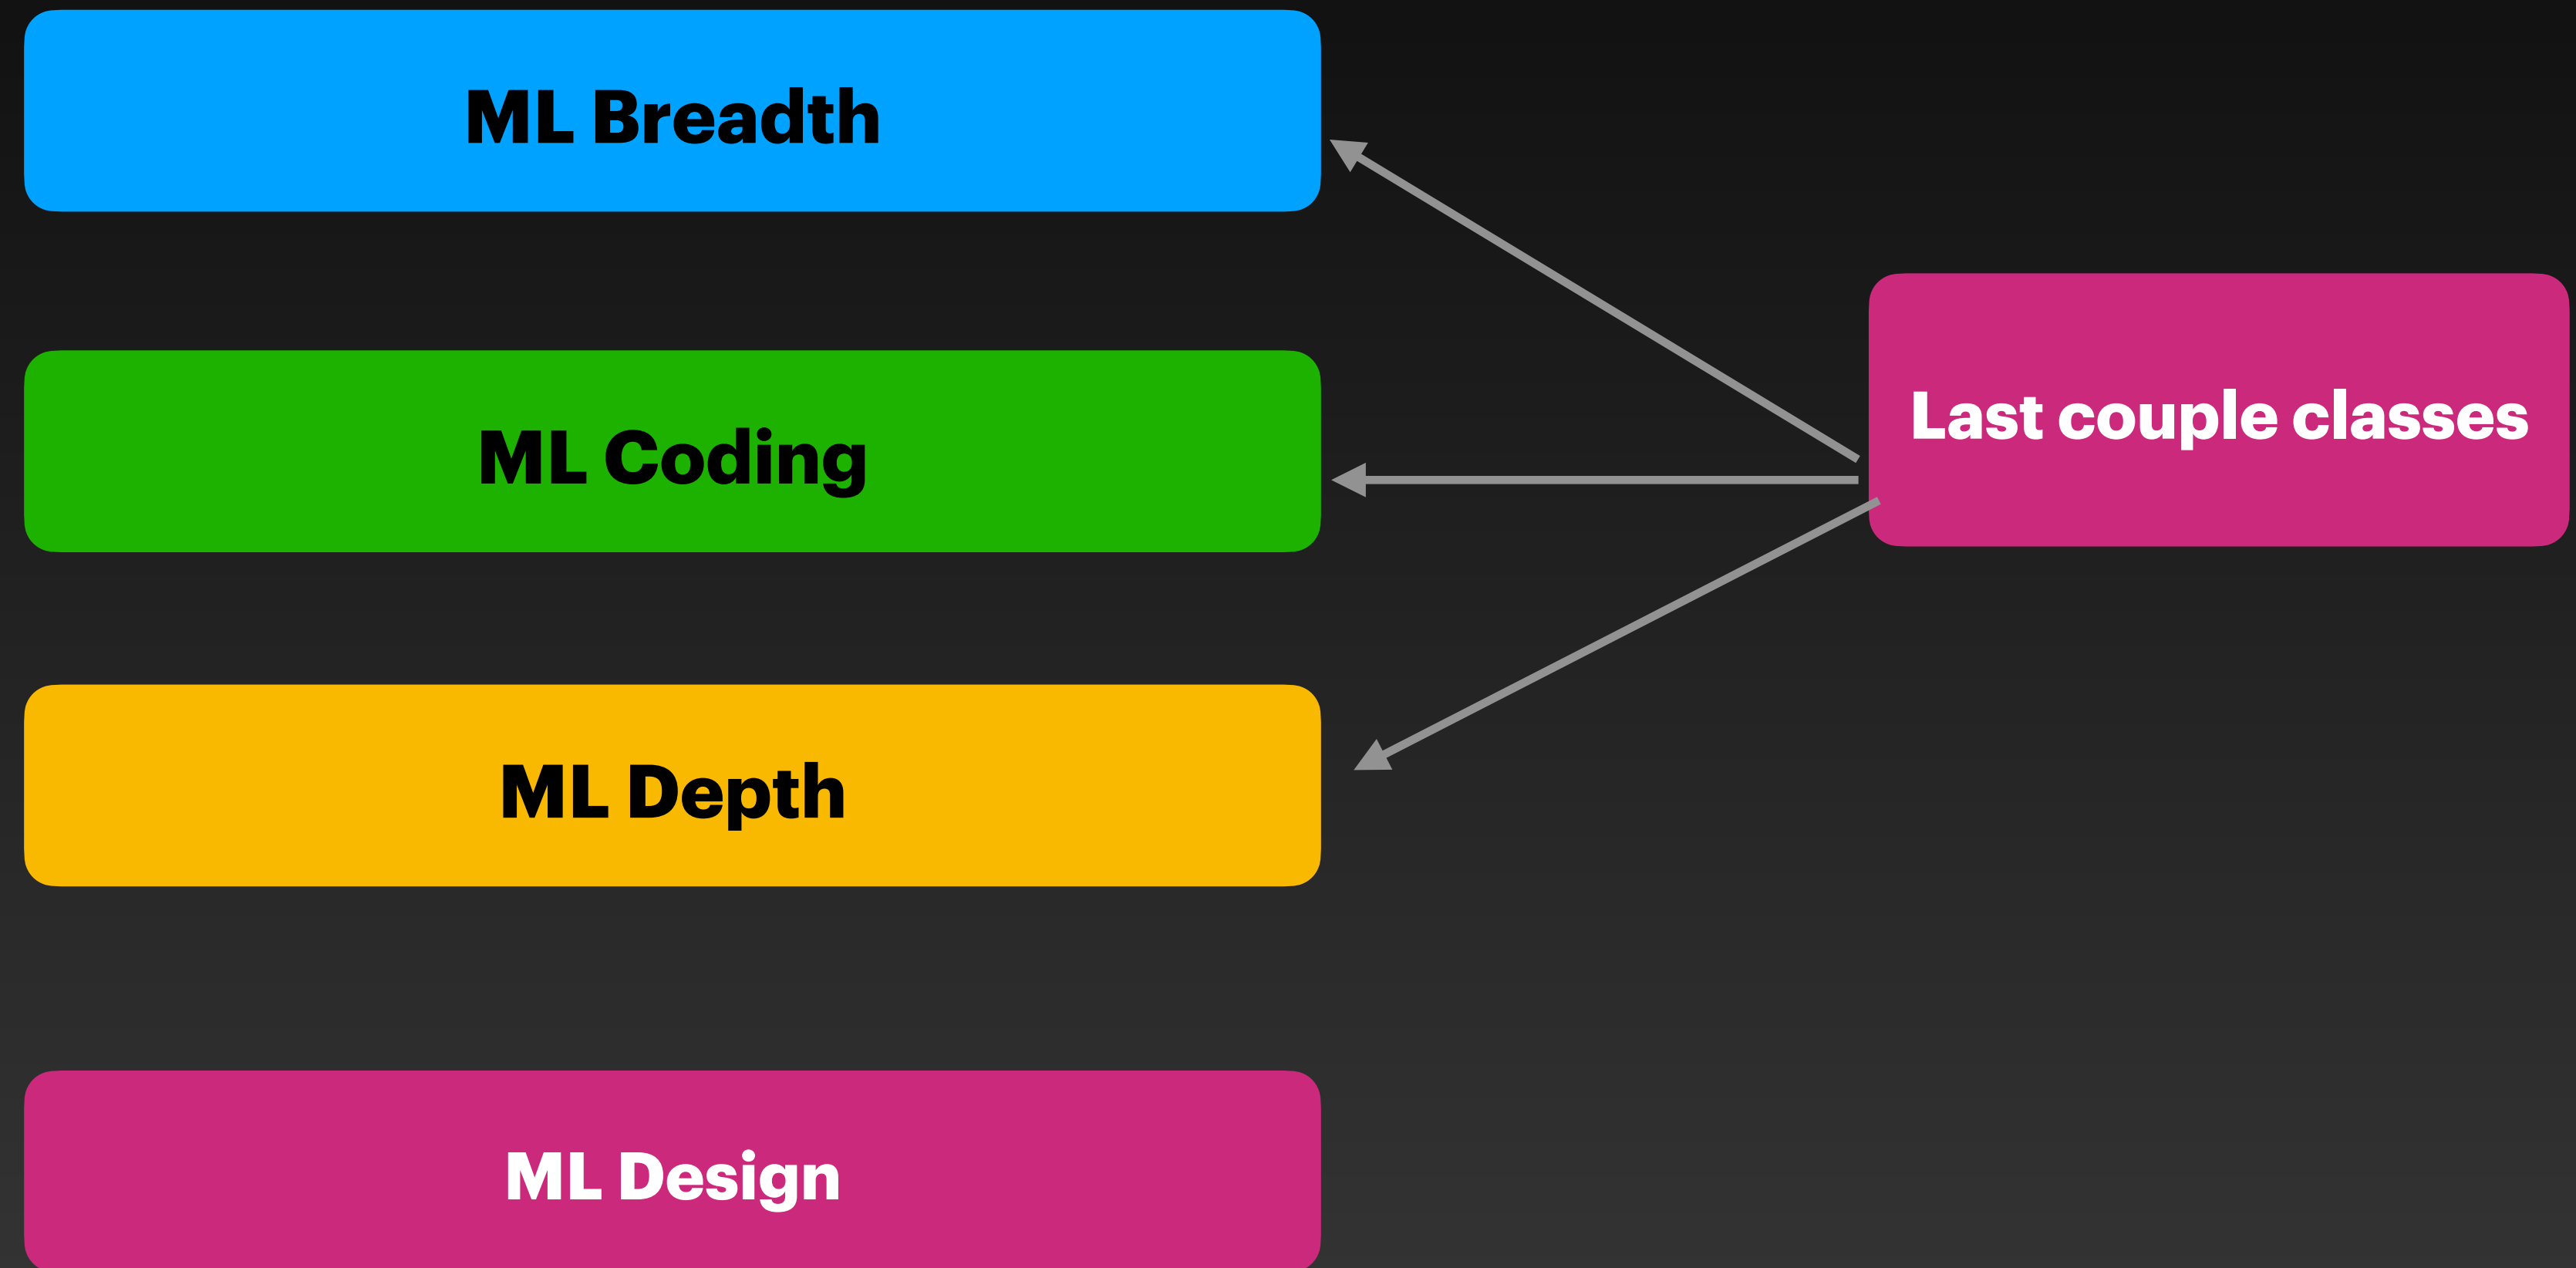 ML Breadth
Last couple classes
ML Coding
ML Depth
ML Design